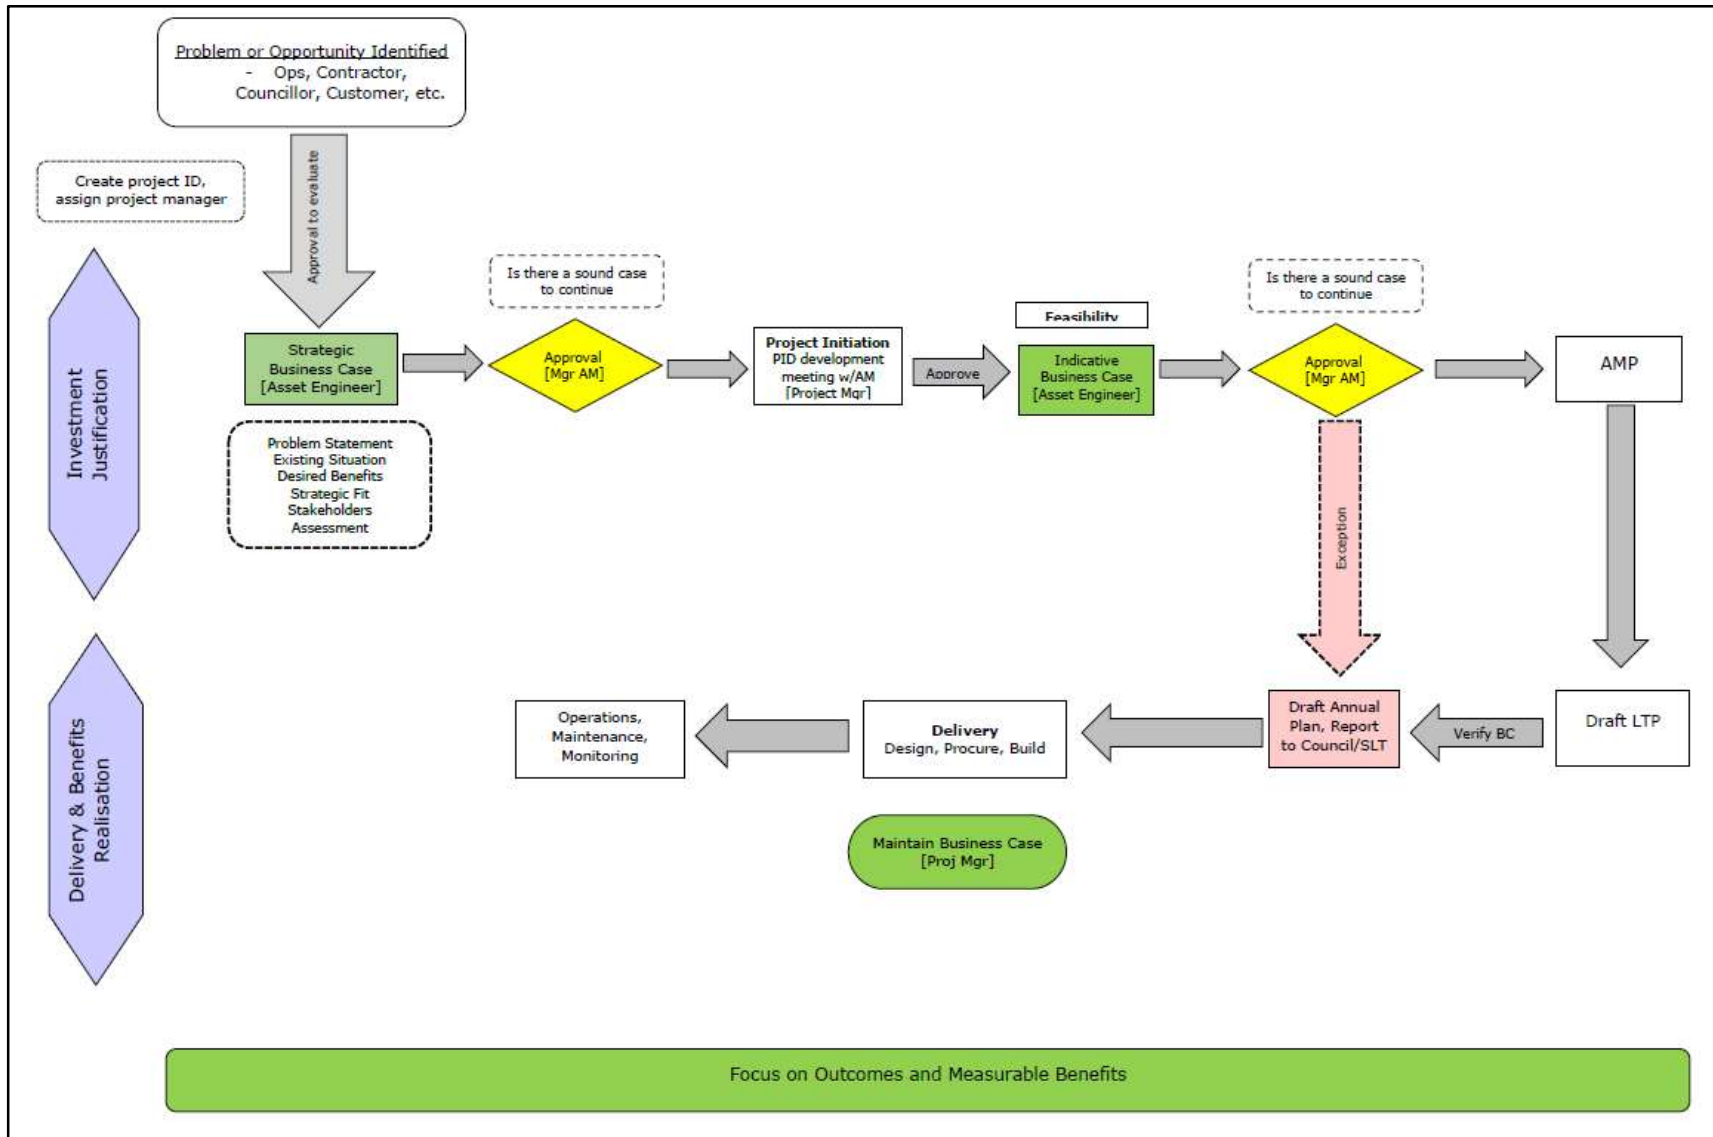 Problem or Opportunity Identified
- Ops, Contractor,
Councillor, Customer, etc.
Approval to evaluate
Create project ID,
assign project manager
Investment
Justification
Is there a sound case
to continue
Is there a sound case
to continue
Feasibility
Strategic
Business Case
[Asset Engineer]
Approval
[Mgr AM]
Project Initiation
PID development
meeting w/AM
[Project Mgr]
Approve
Indicative
Business Case
[Asset Engineer]
Approval
[Mgr AM]
AMP
Problem Statement
Existing Situation
Desired Benefits
Strategic Fit
Stakeholders
Assessment
Exception
Delivery & Benefits
Realisation
Operations,
Maintenance,
Monitoring
Delivery
Design, Procure, Build
Draft Annual
Plan, Report
to Council/SLT
Verify BC
Draft LTP
Maintain Business Case
[Proj Mgr]
Focus on Outcomes and Measurable Benefits